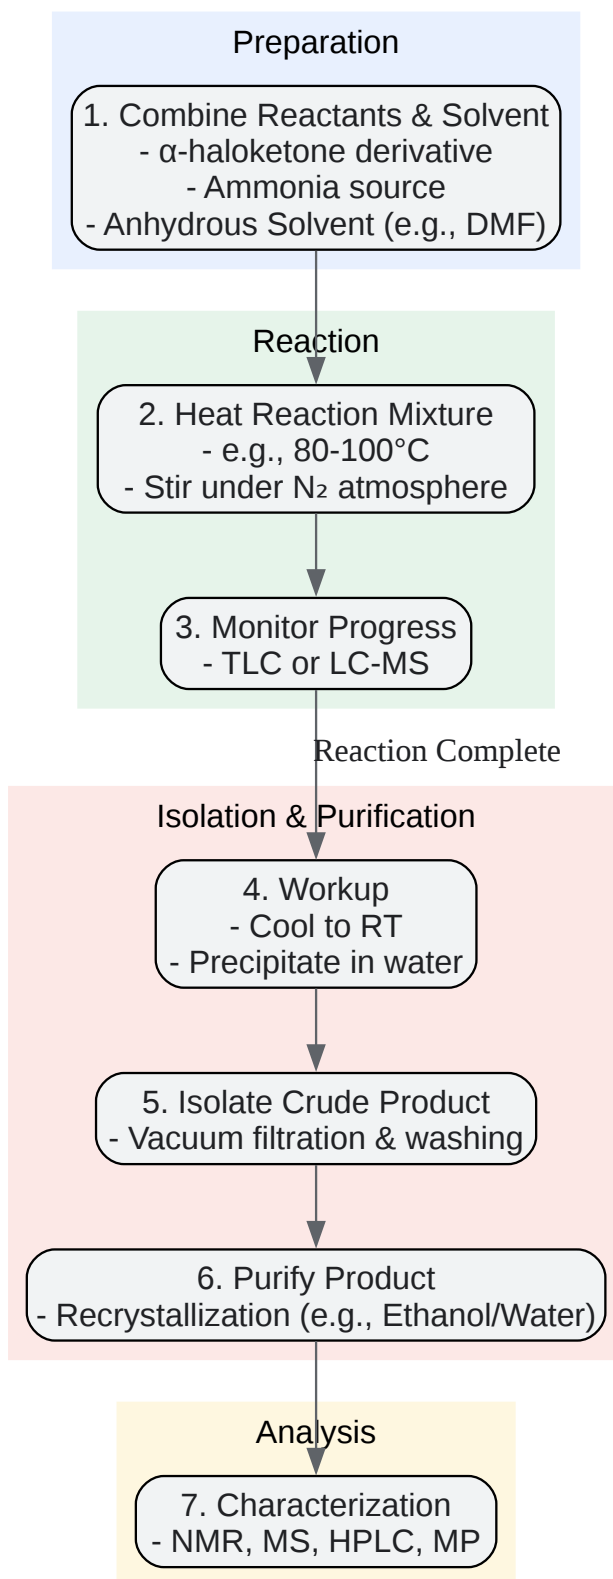 Preparation
1. Combine Reactants & Solvent
- α-haloketone derivative
- Ammonia source
- Anhydrous Solvent (e.g., DMF)
Reaction
2. Heat Reaction Mixture
- e.g., 80-100°C
- Stir under N₂ atmosphere
3. Monitor Progress
- TLC or LC-MS
Reaction Complete
Isolation & Purification
4. Workup
- Cool to RT
- Precipitate in water
5. Isolate Crude Product
- Vacuum filtration & washing
6. Purify Product
- Recrystallization (e.g., Ethanol/Water)
Analysis
7. Characterization
- NMR, MS, HPLC, MP